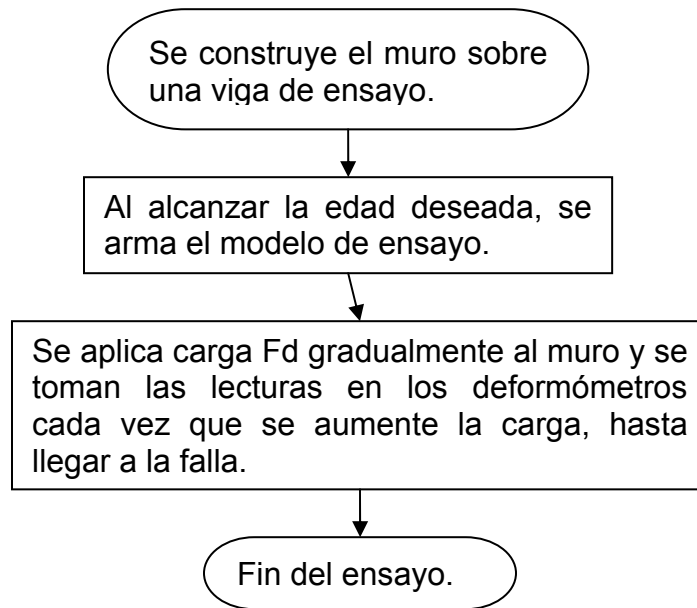 Se construye el muro sobre
una viga de ensayo.
Al alcanzar la edad deseada, se
arma el modelo de ensayo.
Se aplica carga Fd gradualmente al muro y se
toman las lecturas en los deformómetros
cada vez que se aumente la carga, hasta
llegar a la falla.
Fin del ensayo.